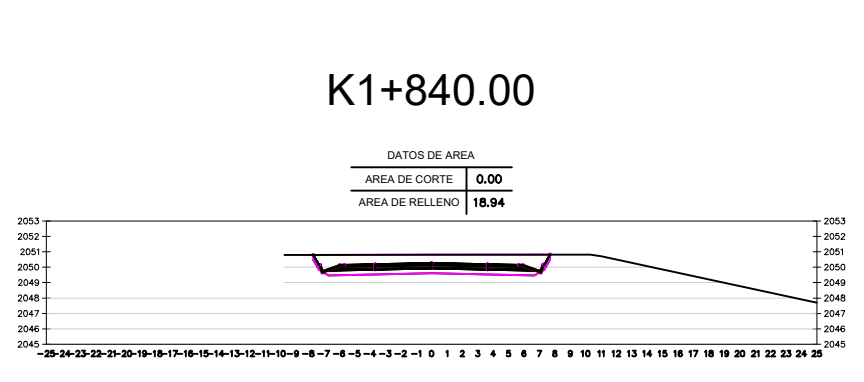 K1+840.00
DATOS DE AREA
AREA DE CORTE 0.00
AREA DE RELLENO 18.94
2053 2053
2052 2052
2051 2051
2050 2050
2049 2049
2048 2048
2047 2047
2046 2046
2045 2045
-25-24-23-22-21-20-19-18-17-16-15-14-13-12-11-10-9 -8 -7 -6 -5 -4 -3 -2 -1 0 1 2 3 4 5 6 7 8 9 10 11 12 13 14 15 16 17 18 19 20 21 22 23 24 25